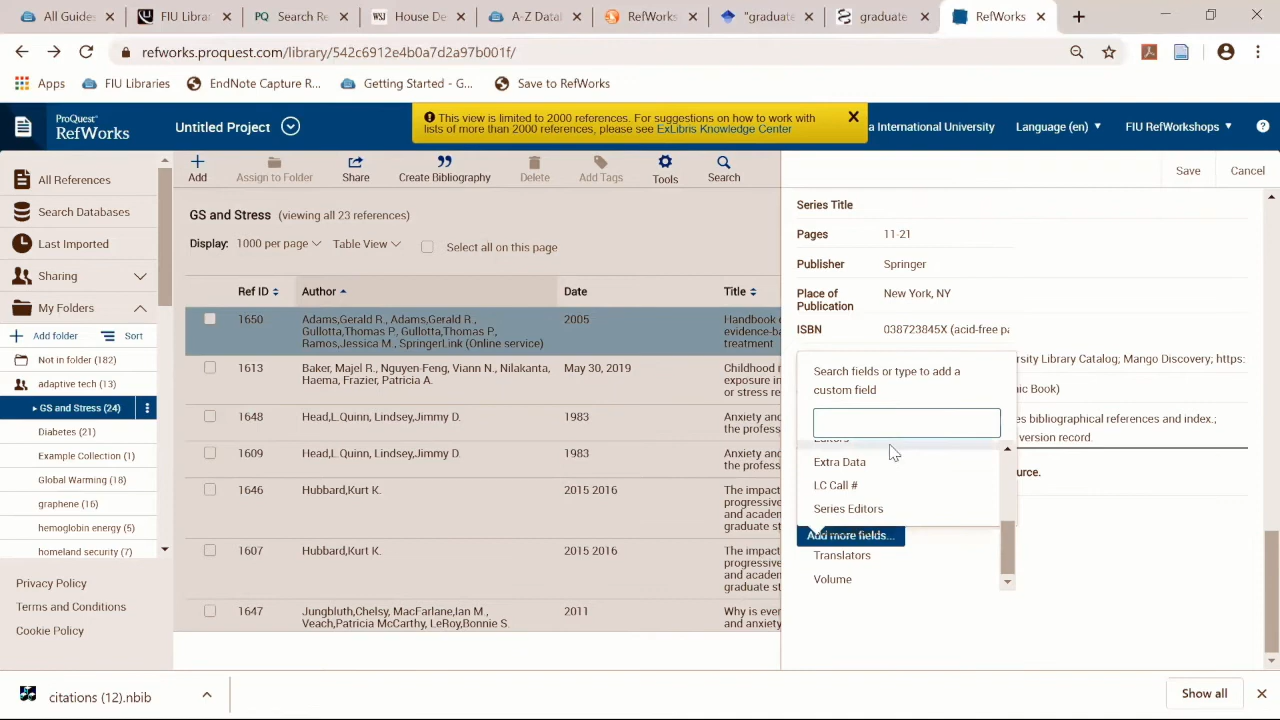 All Guides:
FIU Librar
Search Re
House De
A-Z Datal
RefWorks
"graduate
graduate
RefWorks
refworks.proquest.com/library/542c6912e4b0a7d2a97b001f/
Apps
FIU Libraries
EndNote Capture R...
Getting Started - G...
Save to RefWorks
ProQuest
RefWorks
Untitled Project
This view is limited to 2000 references. For suggestions on how to work with
lists of more than 2000 references, please see ExLibris Knowledge Center
a International University
Language (en)
FIU RefWorkshops
All References
Search Databases
Last Imported
Sharing
My Folders
Add folder
Sort
Not in folder (182)
adaptive tech (13)
GS and Stress (24)
Diabetes (21)
Example Collection (1)
Global Warming (18)
graphene (16)
hemoglobin energy (5)
homeland security (7)
Privacy Policy
Terms and Conditions
Cookie Policy
Add
Assign to Folder
Share
Create Bibliography
Delete
Add Tags
Tools
Search
GS and Stress (viewing all 23 references)
Display: 1000 per page Table View Select all on this page
Ref ID Author Date Title
1650
Adams,Gerald R., Adams,Gerald R.,
Gullotta,Thomas P., Gullotta,Thomas P.,
Ramos,Jessica M., SpringerLink (Online service)
2005
Handbook
evidence-ba
treatment
1613
Baker, Majel R., Nguyen-Feng, Viann N., Nilakanta,
Haema, Frazier, Patricia A.
May 30, 2019
Childhood
exposure in
or stress re
1648
Head,L.Quinn, Lindsey,Jimmy D.
1983
Anxiety and
the profess
1609
Head,L.Quinn, Lindsey,Jimmy D.
1983
Anxiety and
the profess
1646
Hubbard,Kurt K.
2015 2016
The impact
progressive
and academ
graduate st
1607
Hubbard,Kurt K.
2015 2016
The impact
progressive
and academ
graduate st
1647
Jungbluth,Chelsy, MacFarlane,Ian M.,
Veach,Patricia McCarthy, LeRoy,Bonnie S.
2011
Why is ever
and anxiety
Save
Cancel
Series Title
Pages 11-21
Publisher Springer
Place of
Publication
New York, NY
ISBN 038723845X (acid-free pa
rsity Library Catalog; Mango Discovery; https:
ic Book)
es bibliographical references and index.;
version record.
urce.
Search fields or type to add a
custom field
Editors
Extra Data
LC Call #
Series Editors
Add more fields...
Translators
Volume
citations (12).nbib
Show all